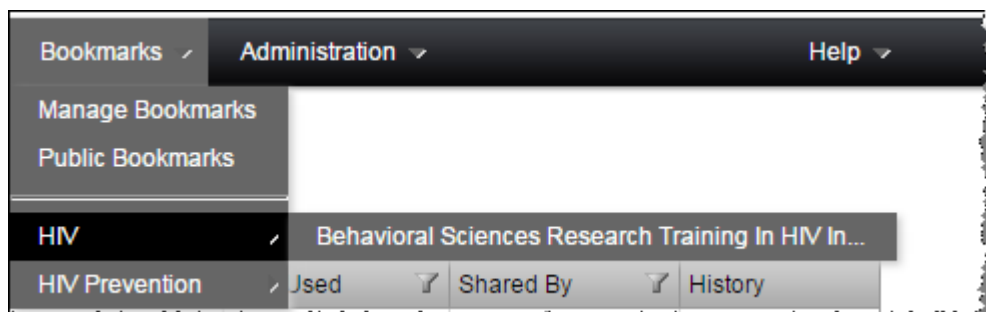 Bookmarks Administration Help
Manage Bookmarks
Public Bookmarks
HIV Behavioral Sciences Research Training In HIV In...
HIV Prevention Used Shared By History